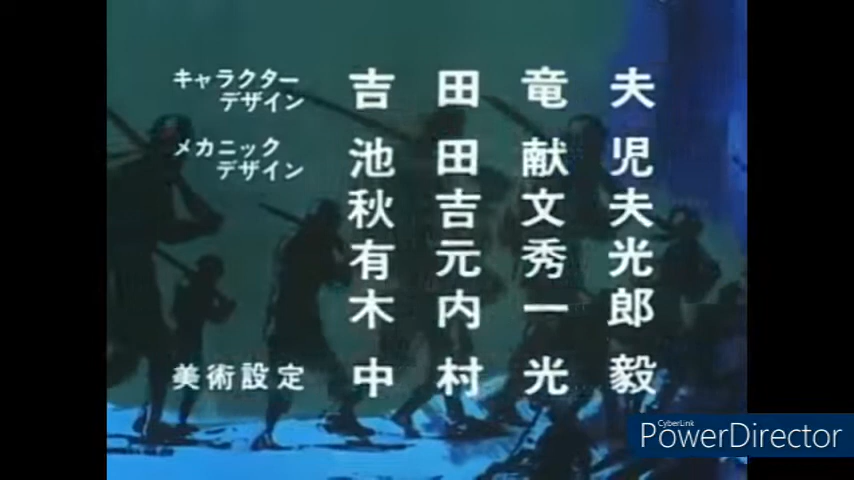 キャラクター
デザイン
吉田竜夫
メカニック
デザイン
池田献児
秋吉文夫
有元秀光
木内一郎
美術設定
中村光毅
CyberLink
PowerDirector